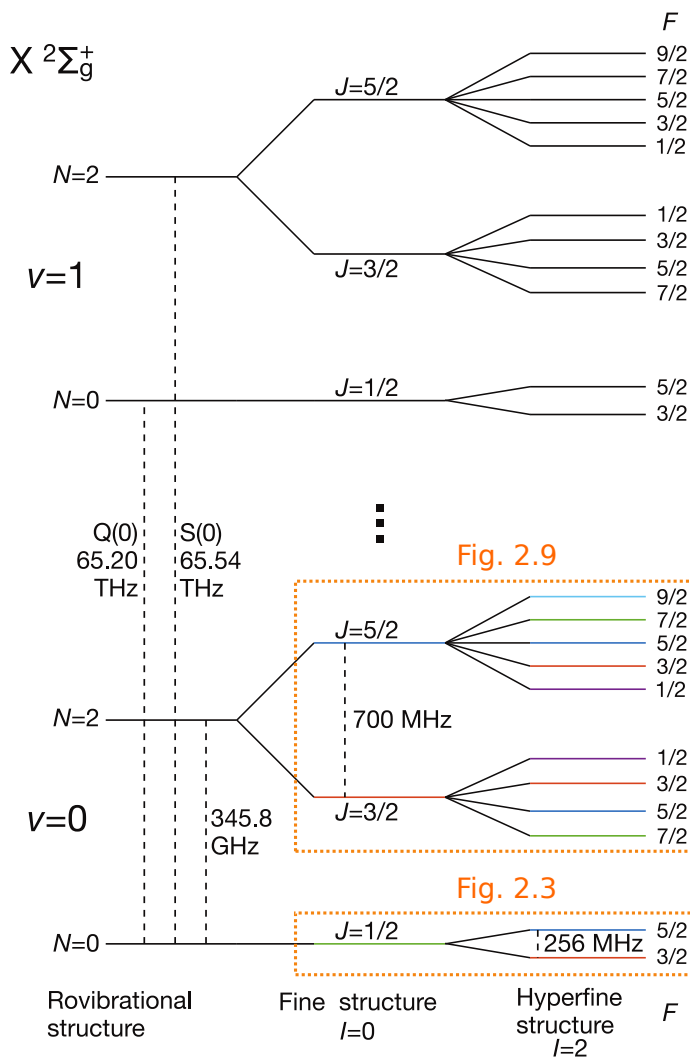 F
X ²Σg⁺
9/2
7/2
J=5/2
5/2
3/2
1/2
N=2
1/2
3/2
J=3/2
5/2
7/2
v=1
N=0
J=1/2
5/2
3/2
Q(0)
65.20
THz
S(0)
65.54
THz
Fig. 2.9
9/2
7/2
J=5/2
5/2
3/2
1/2
N=2
700 MHz
1/2
3/2
J=3/2
5/2
7/2
v=0
345.8
GHz
Fig. 2.3
N=0
J=1/2
5/2
256 MHz
3/2
Rovibrational
structure
Fine structure
I=0
Hyperfine
structure
I=2
F